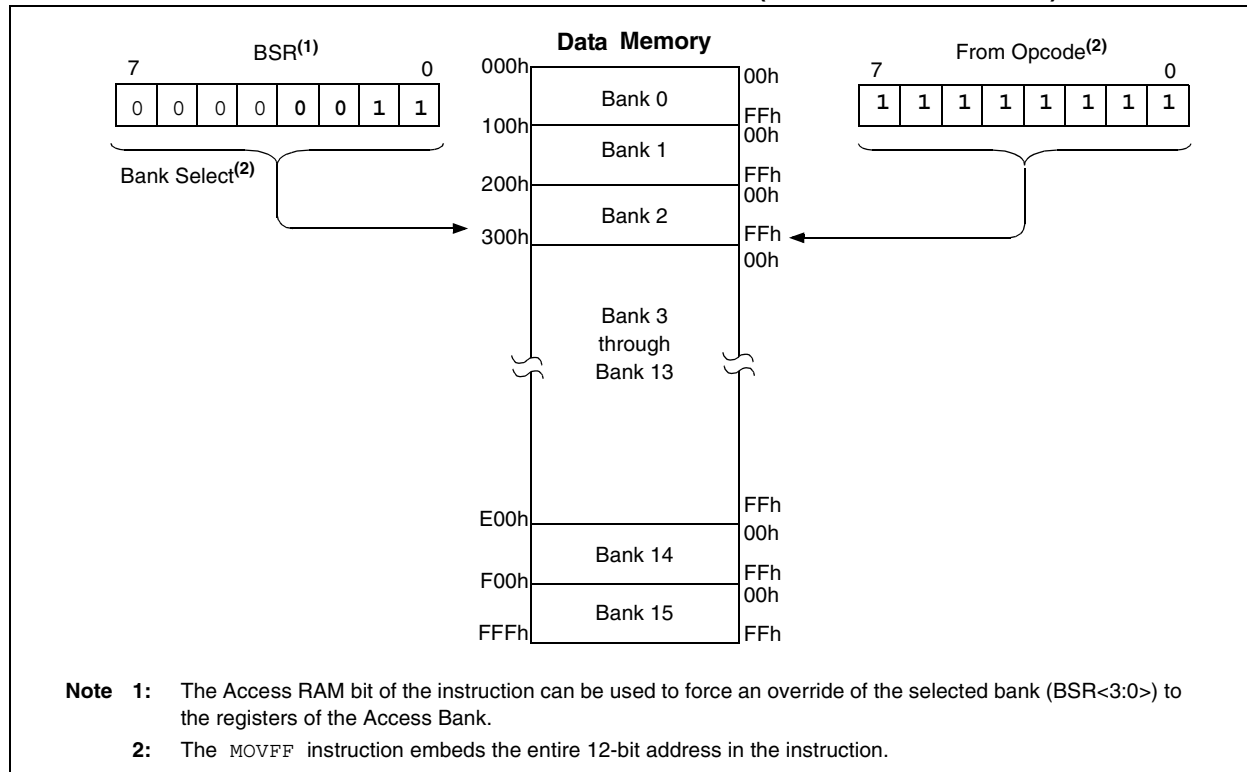 Data Memory
BSR(1)
7 0
0 0 0 0 0 0 1 1
Bank Select(2)
From Opcode(2)
7 0
1 1 1 1 1 1 1 1
000h
00h
Bank 0
FFh
100h
00h
Bank 1
FFh
200h
00h
Bank 2
FFh
300h
00h
Bank 3
through
Bank 13
FFh
E00h
00h
Bank 14
FFh
F00h
00h
Bank 15
FFFh
FFh
Note 1: The Access RAM bit of the instruction can be used to force an override of the selected bank (BSR<3:0>) to
the registers of the Access Bank.
2: The MOVFF instruction embeds the entire 12-bit address in the instruction.